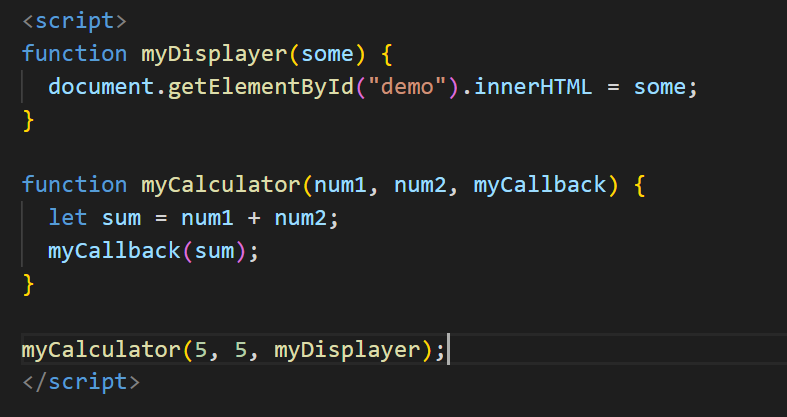 <script>
function myDisplayer(some) {
  document.getElementById("demo").innerHTML = some;
}

function myCalculator(num1, num2, myCallback) {
  let sum = num1 + num2;
  myCallback(sum);
}

myCalculator(5, 5, myDisplayer);
</script>